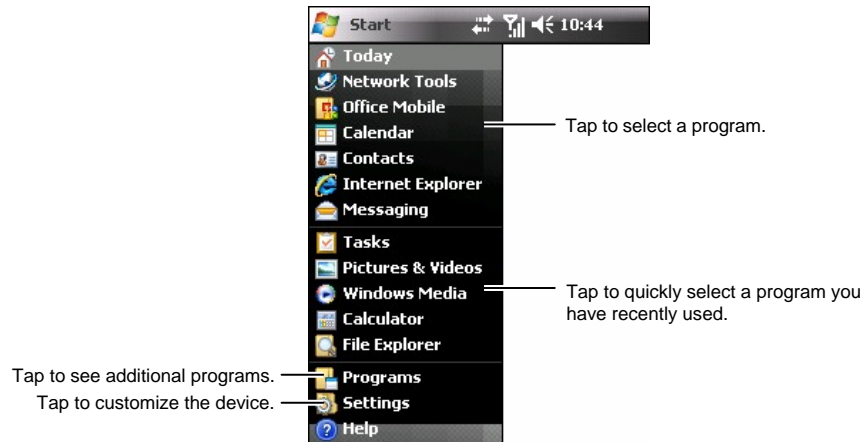 Start 10:44
Today
Network Tools
Office Mobile
Calendar
Contacts
Internet Explorer
Messaging
Tap to select a program.
Tasks
Pictures & Videos
Windows Media
Calculator
File Explorer
Tap to quickly select a program you
have recently used.
Programs
Settings
Help
Tap to see additional programs.
Tap to customize the device.